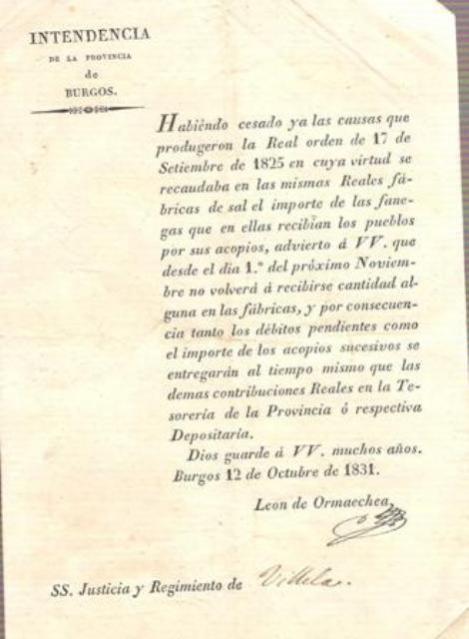 INTENDENCIA
DE LA PROVINCIA
de
BURGOS.
Habiéndo cesado ya las causas que
produgeron la Real orden de 17 de
Setiembre de 1825 en cuya virtud se
recaudaba en las mismas Reales fá-
bricas de sal el importe de las fane-
gas que en ellas recibian los pueblos
por sus acopios, advierto á VV. que
desde el dia 1.º del próximo Noviem-
bre no volverá á recibirse cantidad al-
guna en las fábricas, y por consecuen-
cia tanto los débitos pendientes como
el importe de los acopios sucesivos se
entregarán al tiempo mismo que las
demas contribuciones Reales en la Te-
sorería de la Provincia ó respectiva
Depositaría.
Dios guarde á VV. muchos años.
Burgos 12 de Octubre de 1831.
Leon de Ormaechea.
SS. Justicia y Regimiento de Villela.